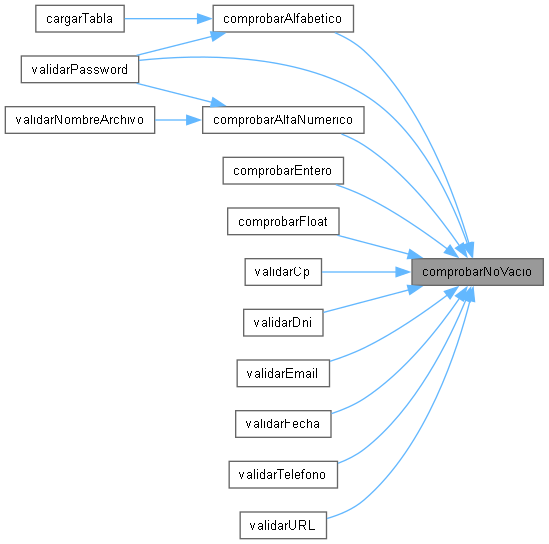 cargarTabla
comprobarAlfabetico
validarPassword
validarNombreArchivo
comprobarAlfaNumerico
comprobarEntero
comprobarFloat
validarCp
comprobarNoVacio
validarDni
validarEmail
validarFecha
validarTelefono
validarURL